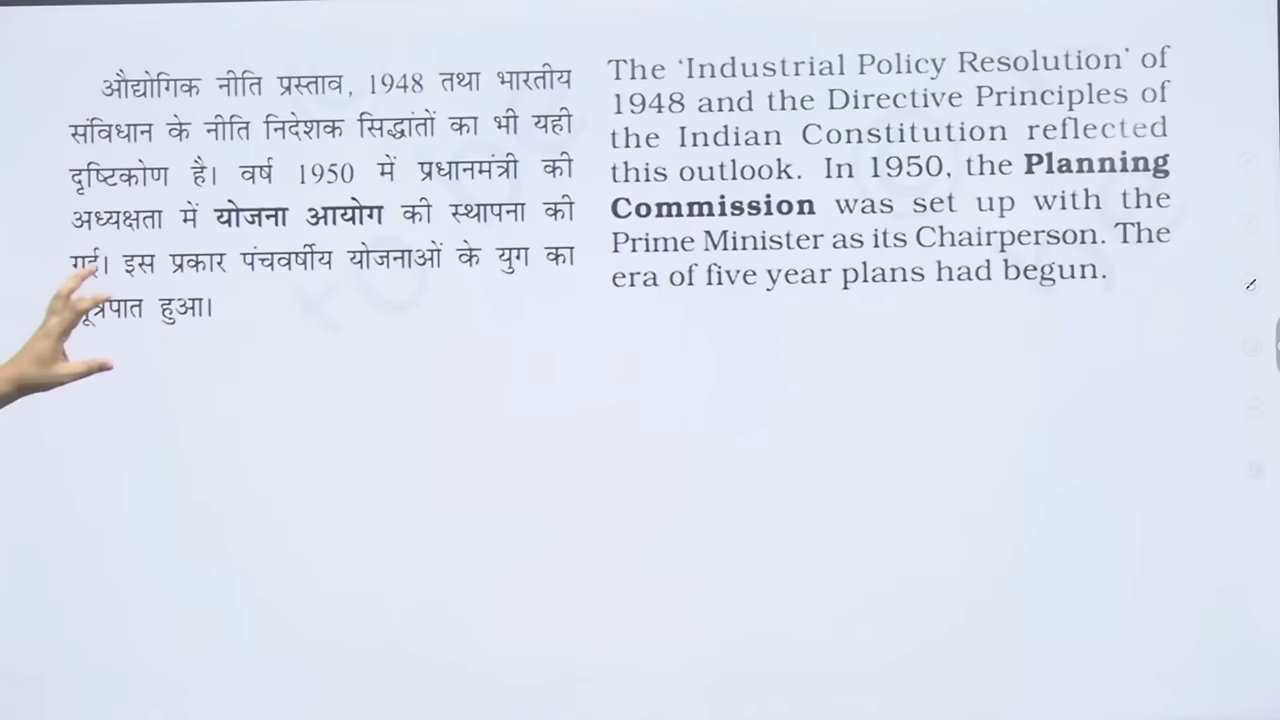 औद्योगिक नीति प्रस्ताव, 1948 तथा भारतीय
संविधान के नीति निदेशक सिद्धांतों का भी यही
दृष्टिकोण है। वर्ष 1950 में प्रधानमंत्री की
अध्यक्षता में योजना आयोग की स्थापना की
गई। इस प्रकार पंचवर्षीय योजनाओं के युग का
हुआ।
The ‘Industrial Policy Resolution’ of
1948 and the Directive Principles of
the Indian Constitution reflected
this outlook. In 1950, the Planning
Commission was set up with the
Prime Minister as its Chairperson. The
era of five year plans had begun.